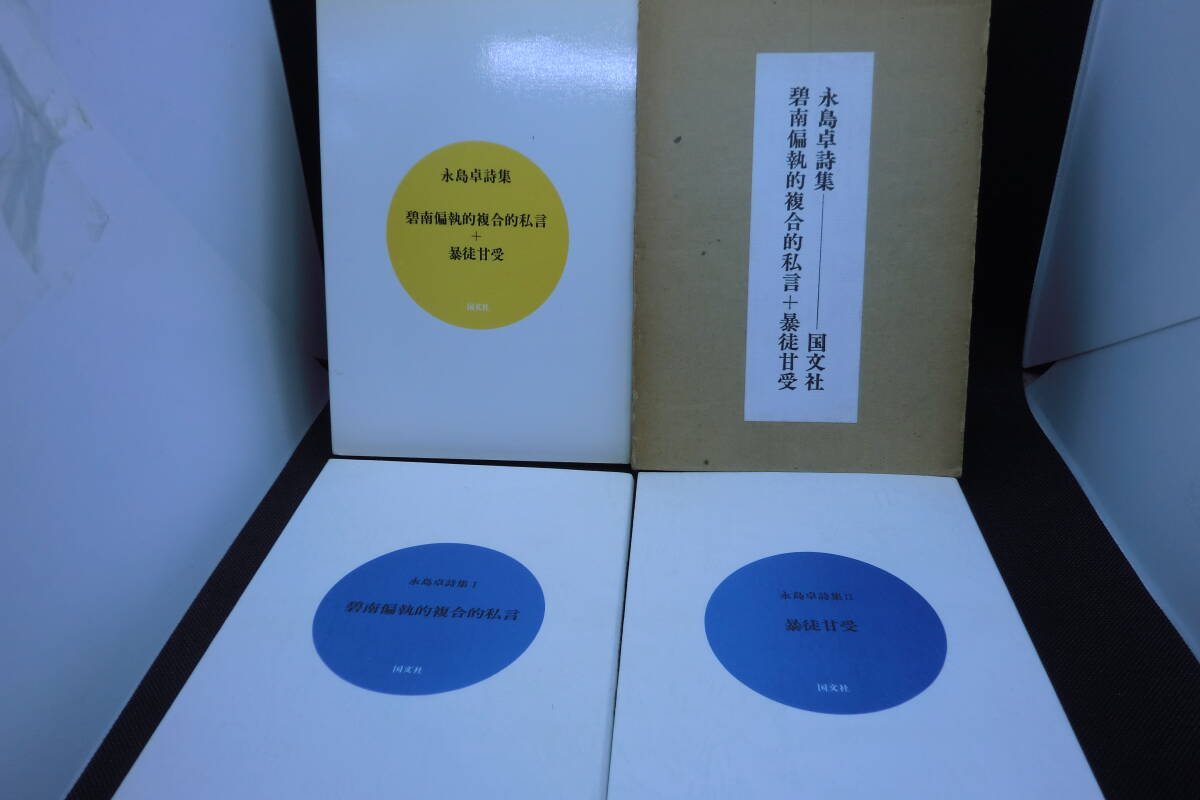 永島卓詩集
碧南偏執的複合的私言
+
暴徒甘受
国文社
永島卓詩集────国文社
碧南偏執的複合的私言+暴徒甘受
永島卓詩集 I
碧南偏執的複合的私言
国文社
永島卓詩集 II
暴徒甘受
国文社